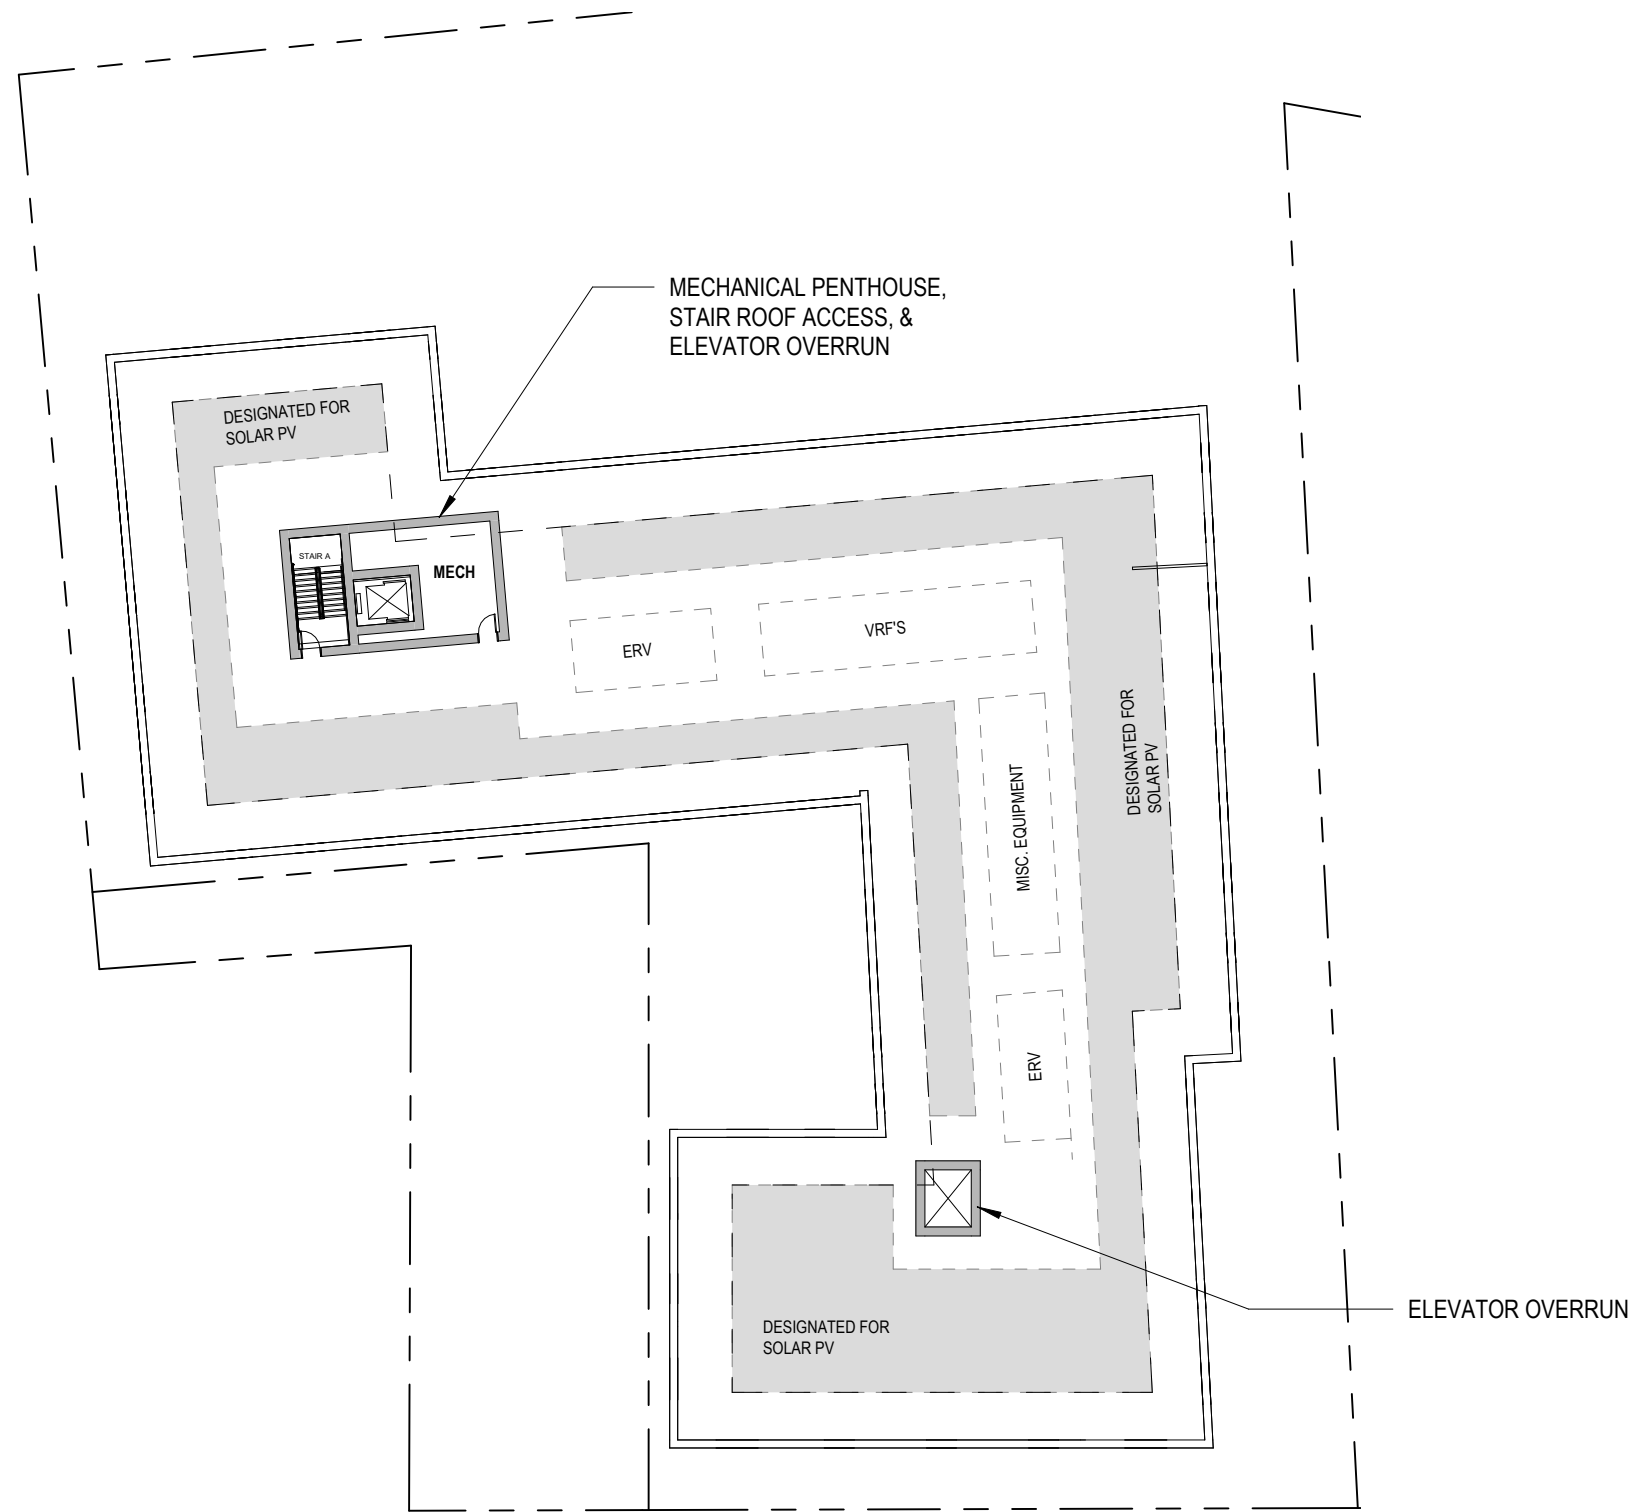 MECHANICAL PENTHOUSE,
STAIR ROOF ACCESS, &
ELEVATOR OVERRUN
DESIGNATED FOR
SOLAR PV
STAIR A
MECH
ERV
VRF'S
DESIGNATED FOR
SOLAR PV
MISC. EQUIPMENT
ERV
ELEVATOR OVERRUN
DESIGNATED FOR
SOLAR PV